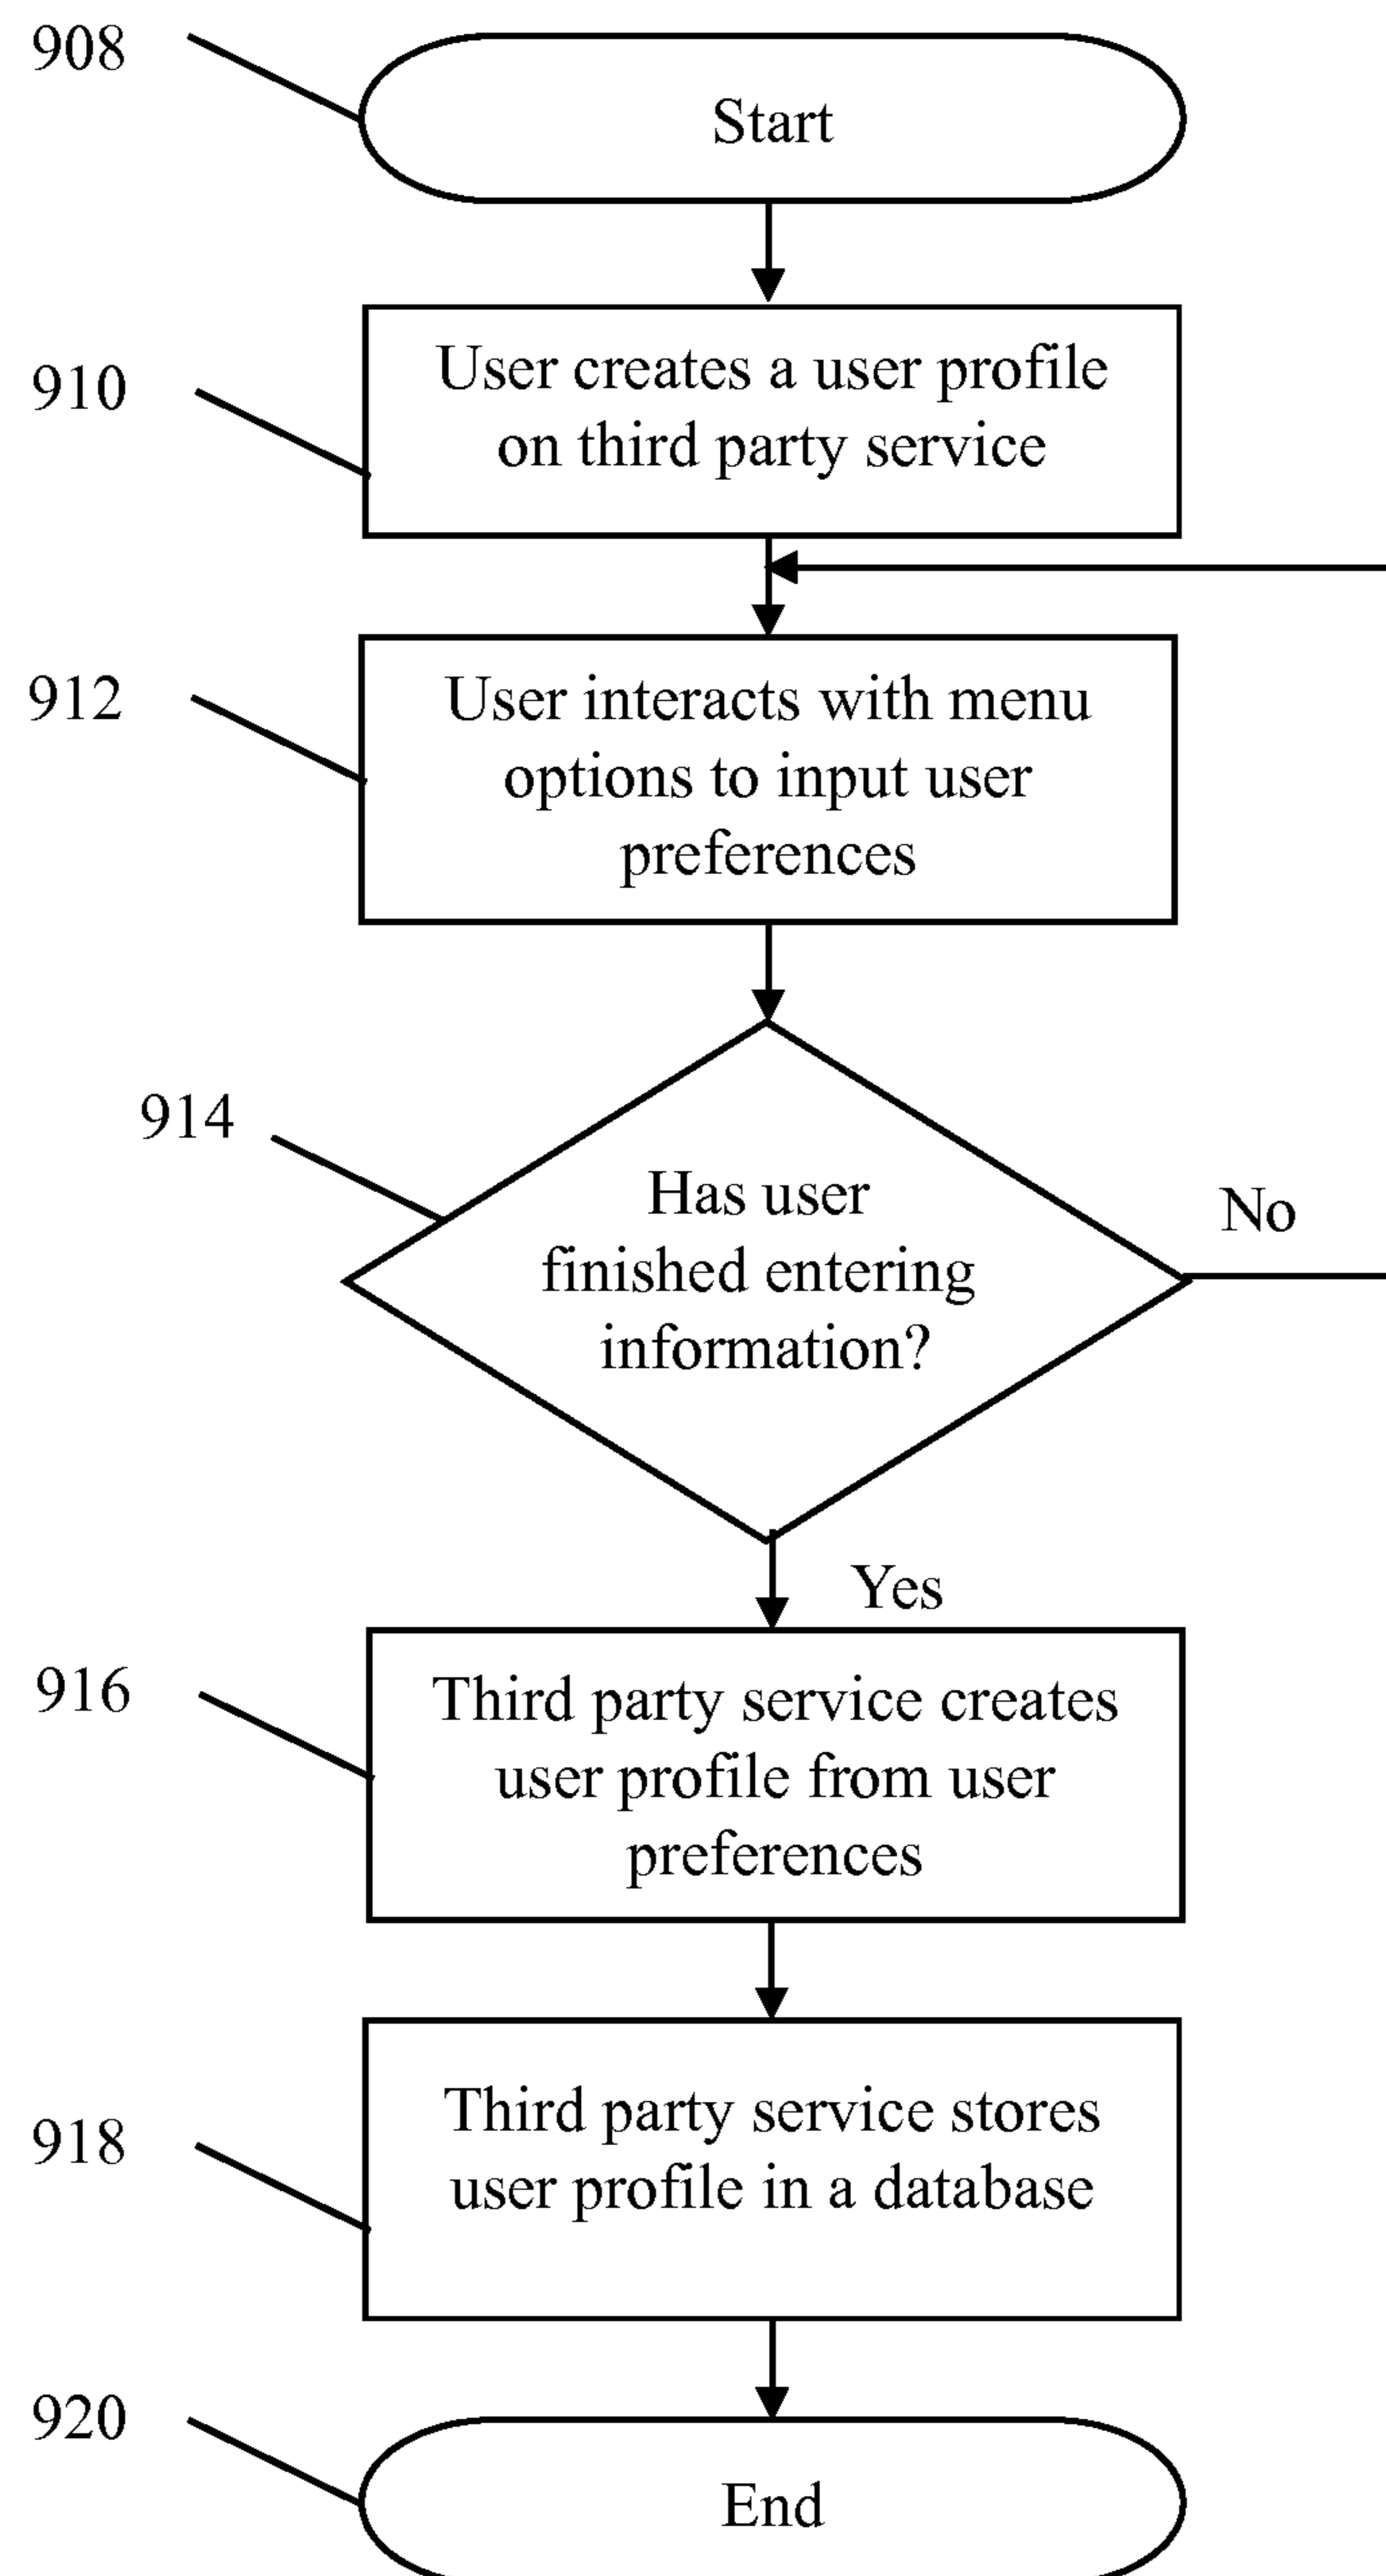 908
Start
910
User creates a user profile
on third party service
912
User interacts with menu
options to input user
preferences
914
Has user
finished entering
information?
No
Yes
916
Third party service creates
user profile from user
preferences
918
Third party service stores
user profile in a database
920
End